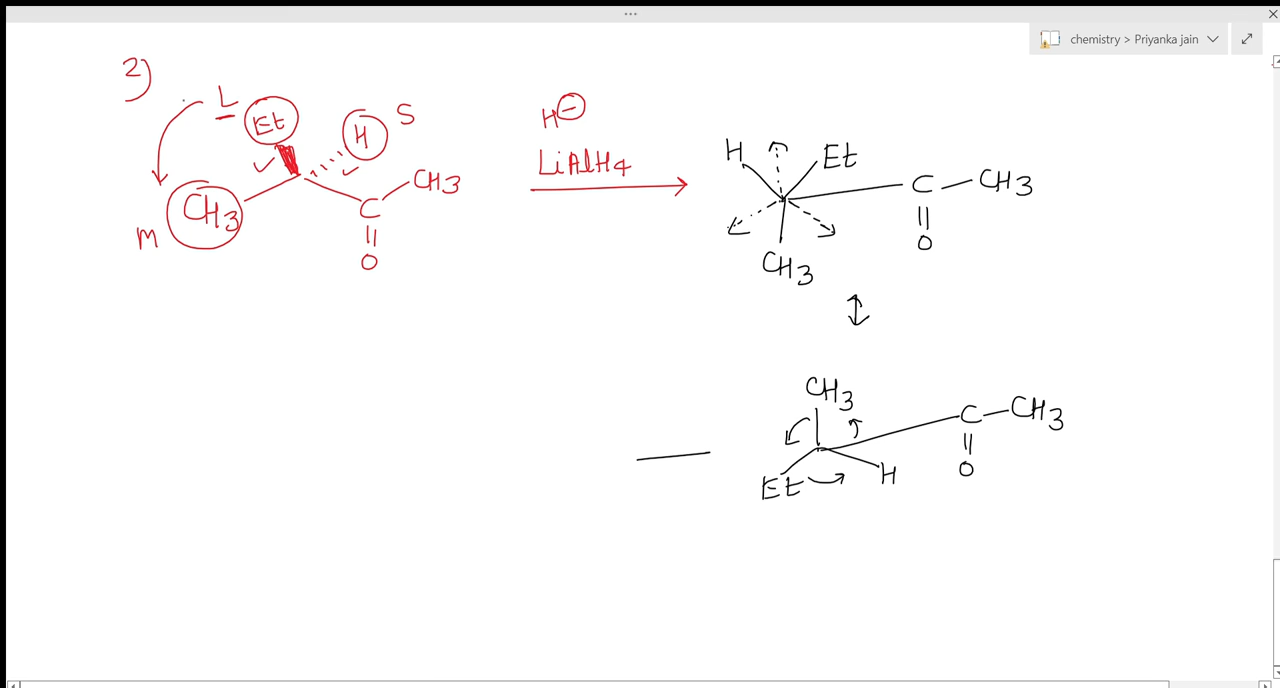 chemistry > Priyanka jain
2)
L
Et
H
S
CH3
M
C
CH3
O
H⊖
LiAlH4
H
Et
C
CH3
O
CH3
CH3
C
CH3
O
Et
H